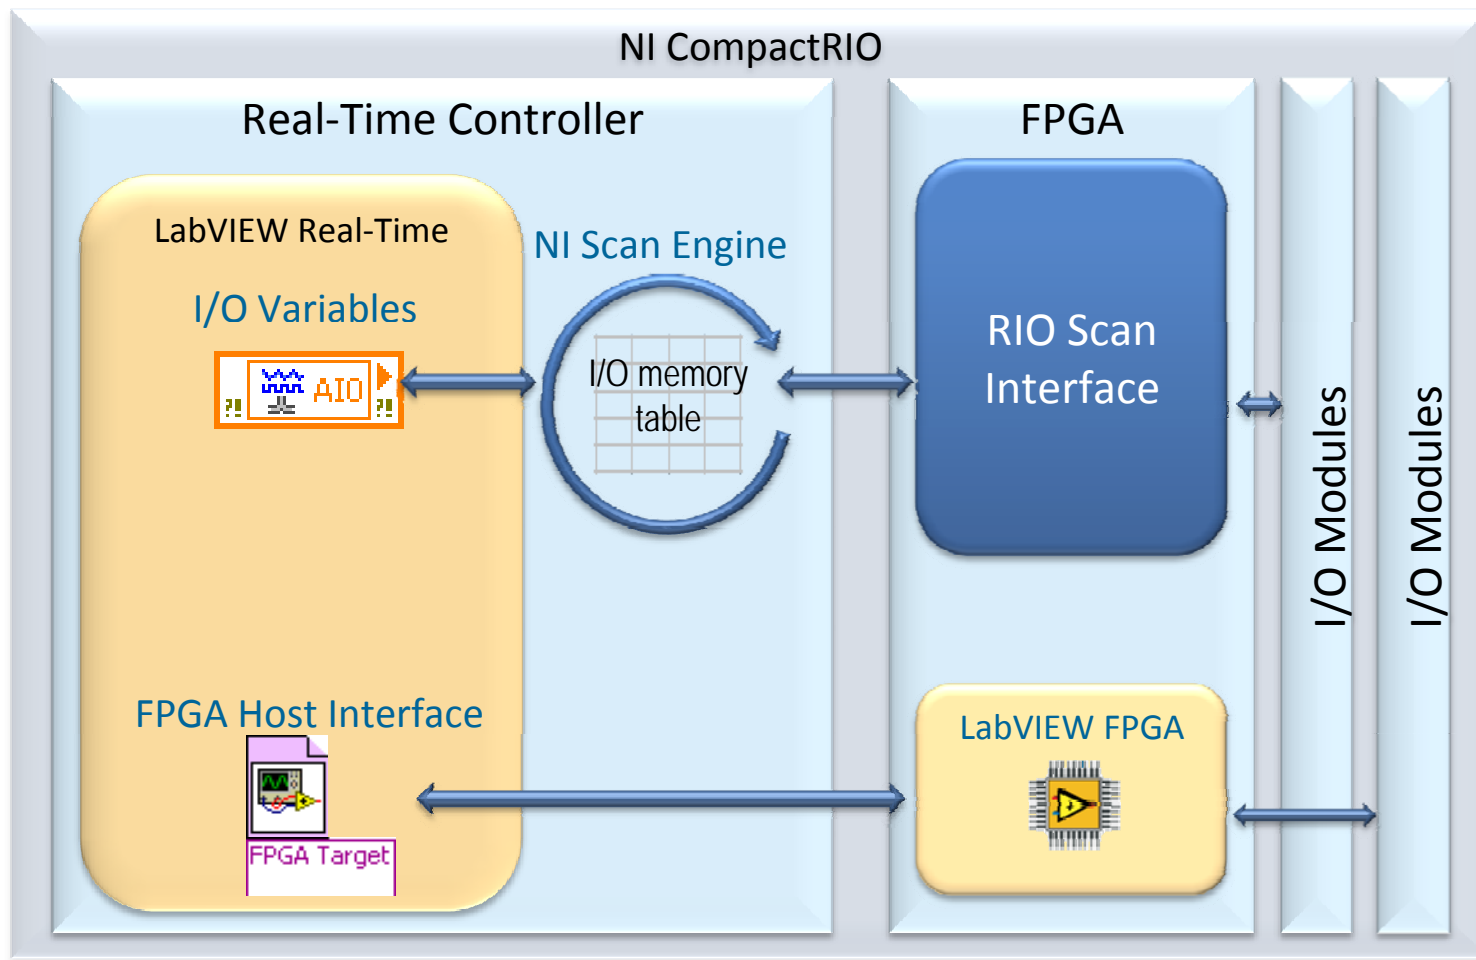 NI CompactRIO
Real-Time Controller
FPGA
LabVIEW Real-Time
NI Scan Engine
I/O Variables
?! AIO ?!
I/O memory
table
RIO Scan
Interface
I/O Modules
I/O Modules
FPGA Host Interface
FPGA Target
LabVIEW FPGA